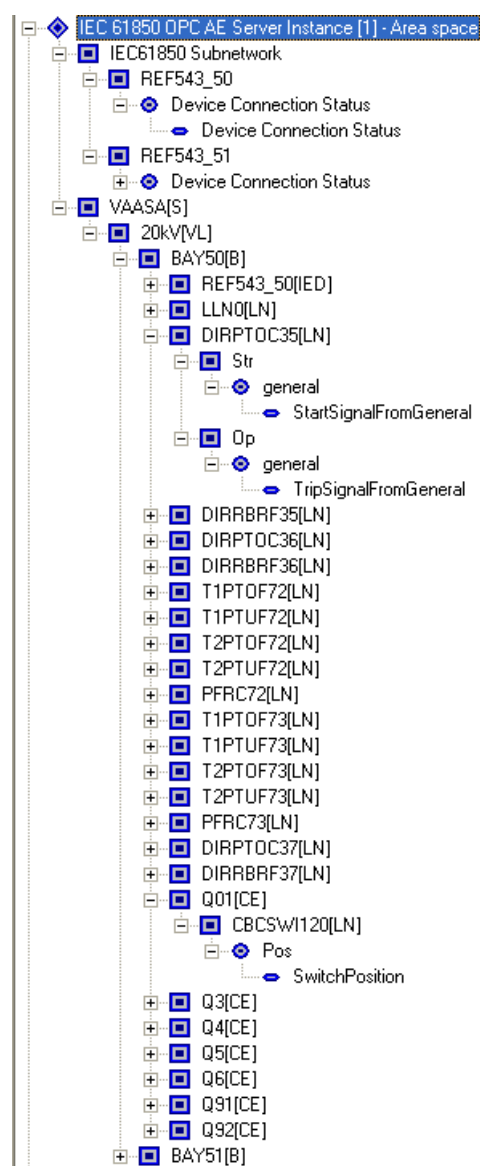 IEC 61850 OPC AE Server Instance [1] - Area space
IEC61850 Subnetwork
REF543_50
Device Connection Status
Device Connection Status
REF543_51
Device Connection Status
VAASA[S]
20kV[VL]
BAY50[B]
REF543_50[IED]
LLN0[LN]
DIRPTOC35[LN]
Str
general
StartSignalFromGeneral
Op
general
TripSignalFromGeneral
DIRRBRF35[LN]
DIRPTOC36[LN]
DIRRBRF36[LN]
T1PTOF72[LN]
T1PTUF72[LN]
T2PTOF72[LN]
T2PTUF72[LN]
PFRC72[LN]
T1PTOF73[LN]
T1PTUF73[LN]
T2PTOF73[LN]
T2PTUF73[LN]
PFRC73[LN]
DIRPTOC37[LN]
DIRRBRF37[LN]
Q01[CE]
CBCSWI120[LN]
Pos
SwitchPosition
Q3[CE]
Q4[CE]
Q5[CE]
Q6[CE]
Q91[CE]
Q92[CE]
BAY51[B]